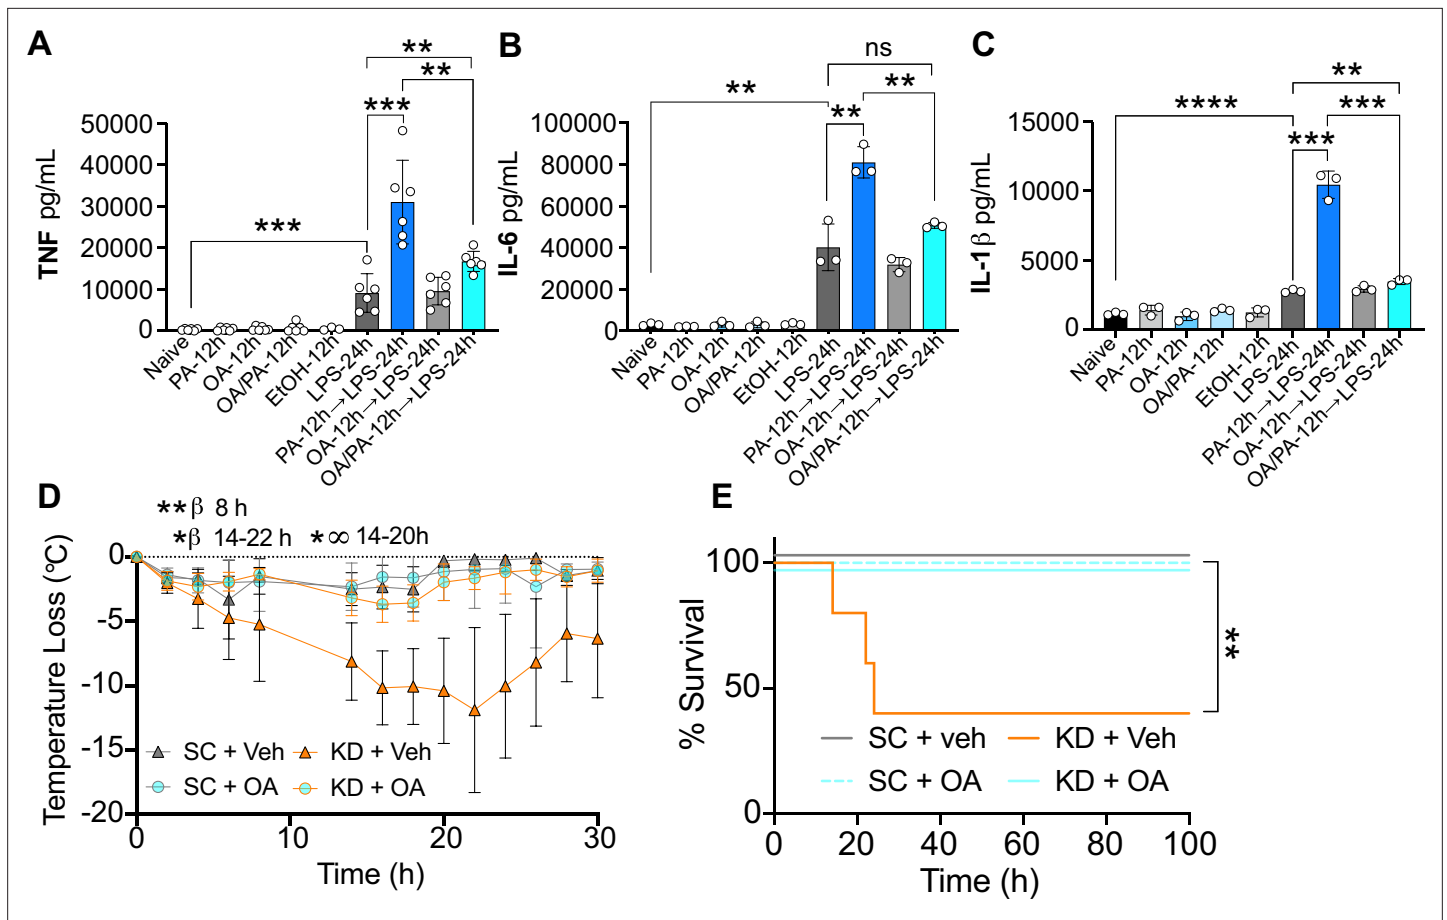 A
TNF pg/mL
50000
40000
30000
20000
10000
0
***
***
**
**
Naive
PA-12h
OA-12h
OA/PA-12h
EtOH-12h
LPS-24h
PA-12h→LPS-24h
OA-12h→LPS-24h
OA/PA-12h→LPS-24h
B
IL-6 pg/mL
100000
80000
60000
40000
20000
0
**
**
ns
**
Naive
PA-12h
OA-12h
OA/PA-12h
EtOH-12h
LPS-24h
PA-12h→LPS-24h
OA-12h→LPS-24h
OA/PA-12h→LPS-24h
C
IL-1β pg/mL
15000
10000
5000
0
****
***
**
***
Naive
PA-12h
OA-12h
OA/PA-12h
EtOH-12h
LPS-24h
PA-12h→LPS-24h
OA-12h→LPS-24h
OA/PA-12h→LPS-24h
D
**β 8 h
*β 14-22 h
*∞ 14-20h
Temperature Loss (°C)
0
-5
-10
-15
-20
SC + Veh
KD + Veh
SC + OA
KD + OA
0
10
20
30
Time (h)
E
% Survival
100
50
0
**
SC + veh
KD + Veh
SC + OA
KD + OA
0
20
40
60
80
100
Time (h)